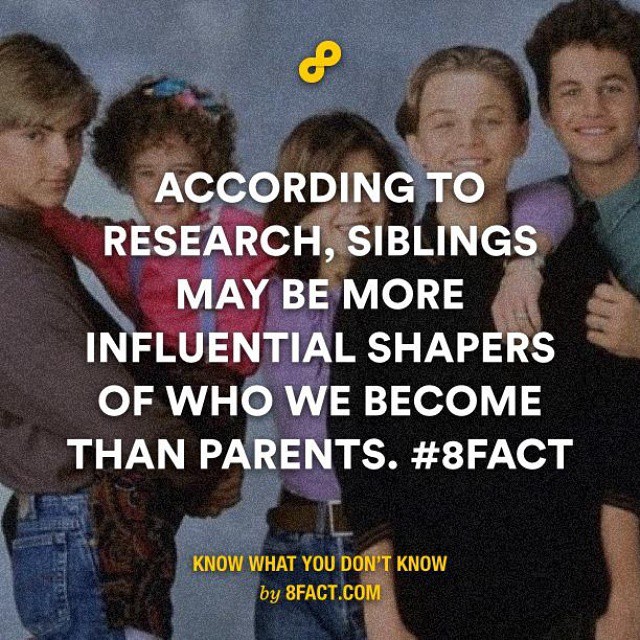 ACCORDING TO
RESEARCH, SIBLINGS
MAY BE MORE
INFLUENTIAL SHAPERS
OF WHO WE BECOME
THAN PARENTS. #8FACT
KNOW WHAT YOU DON'T KNOW
by 8FACT.COM